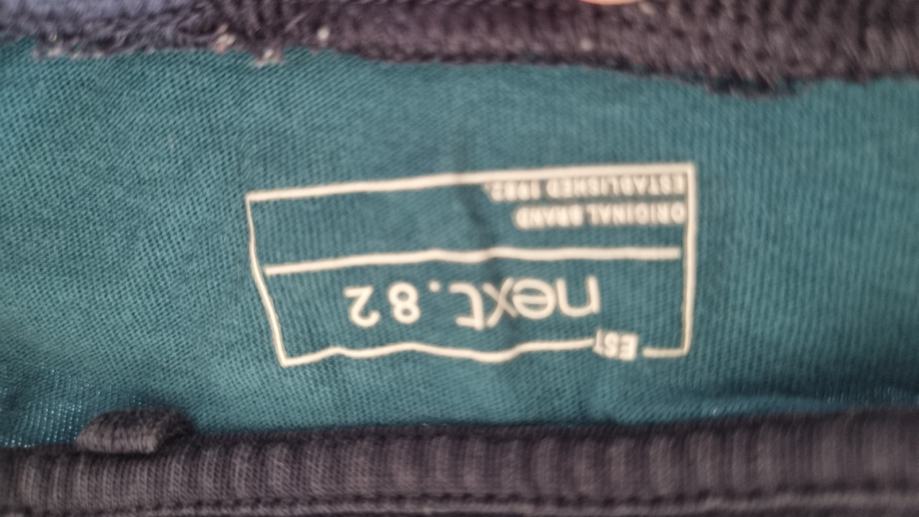 EST
next.82
ORIGINAL BRAND
ESTABLISHED 1982.